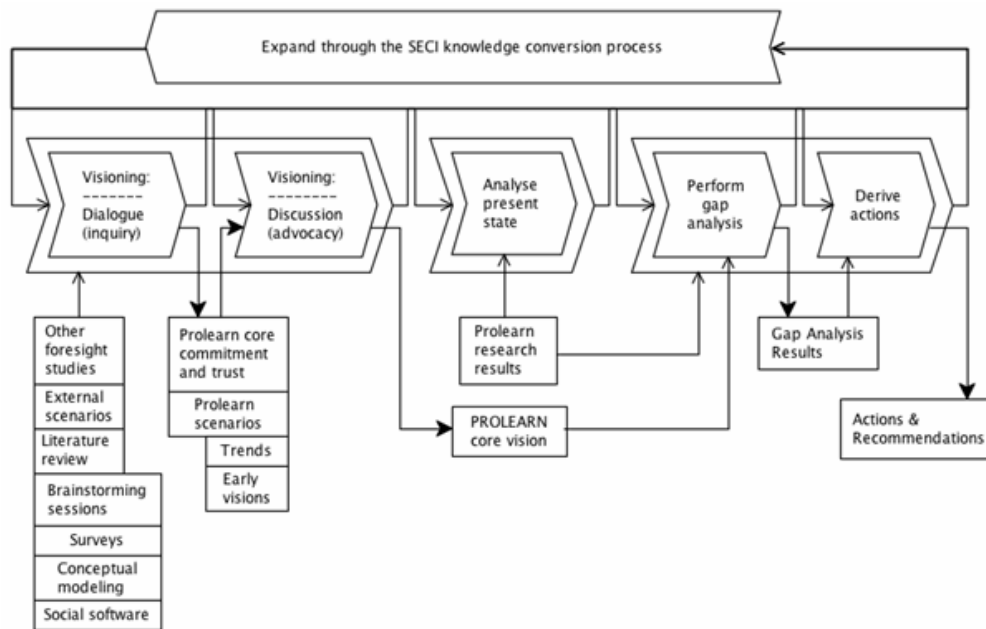 Expand through the SECI knowledge conversion process
Visioning:
--------
Dialogue
(inquiry)
Visioning:
--------
Discussion
(advocacy)
Analyse
present
state
Perform
gap
analysis
Derive
actions
Other
foresight
studies
External
scenarios
Literature
review
Brainstorming
sessions
Surveys
Conceptual
modeling
Social software
Prolearn core
commitment
and trust
Prolearn
scenarios
Trends
Early
visions
Prolearn
research
results
PROLEARN
core vision
Gap Analysis
Results
Actions &
Recommendations